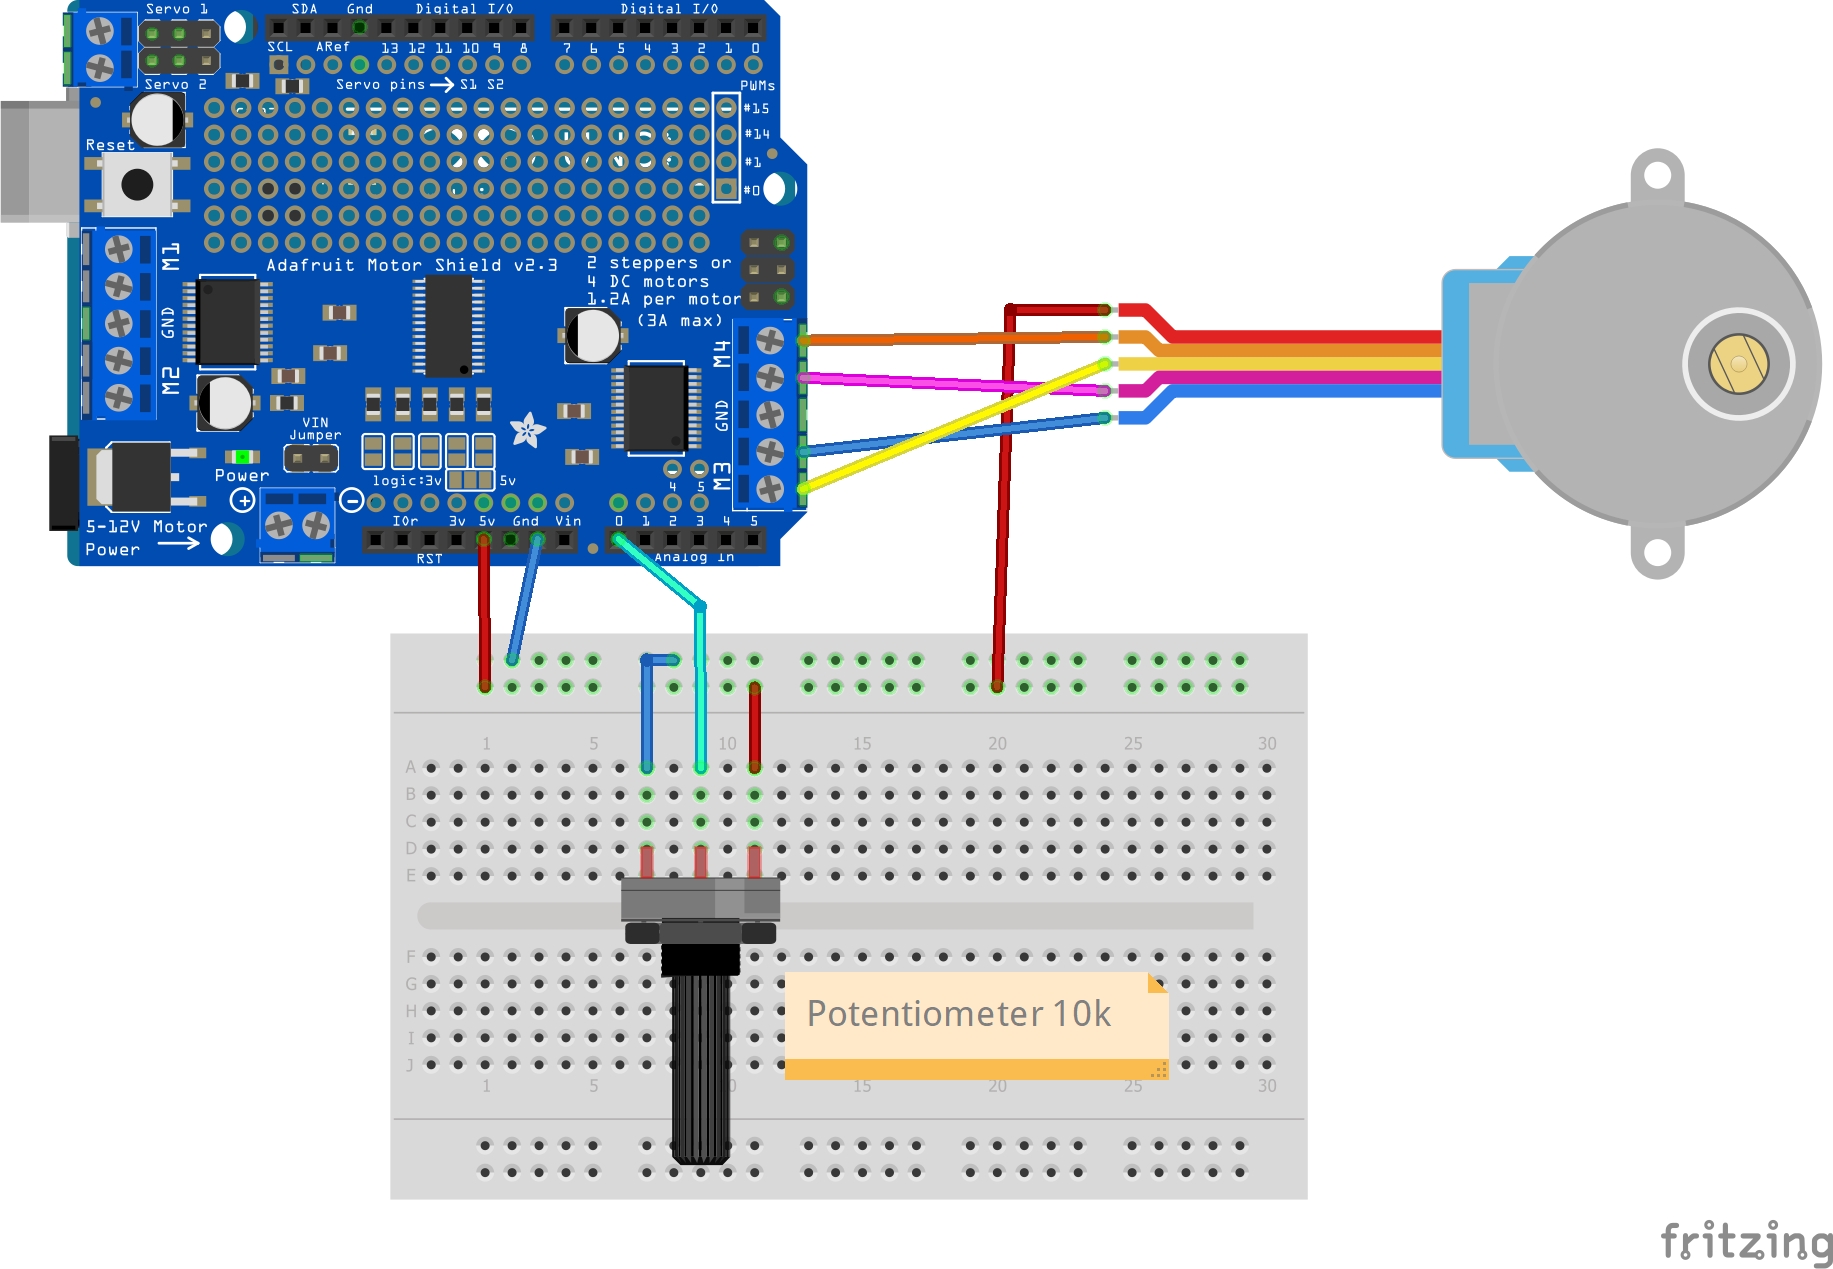 Servo 1
SDA Gnd Digital I/O Digital I/O
SCL ARef 13 12 11 10 9 8 7 6 5 4 3 2 1 0
Servo 2
Servo pins → S1 S2
PWMs
#15
#14
#1
#0
Reset
M1
GND
M2
Adafruit Motor Shield v2.3
2 steppers or
4 DC motors
1.2A per motor
(3A max)
M4
GND
M3
VIN
Jumper
Power
+
-
logic:3v 5v
4 5
5-12V Motor
Power →
IOr 3v 5v Gnd Vin 0 1 2 3 4 5
RST
Analog In
1 5 10 15 20 25 30
A
B
C
D
E
F
G
H
I
J
Potentiometer 10k
1 5 0 15 20 25 30
fritzing